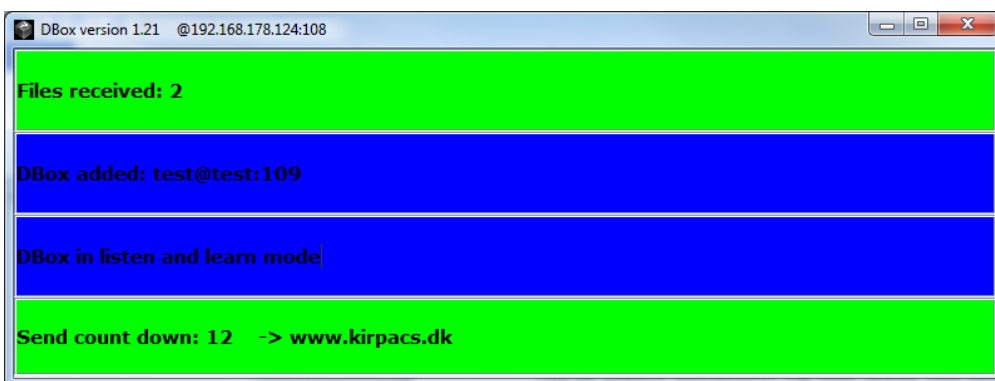 DBox version 1.21 @192.168.178.124:108
Files received: 2
DBox added: test@test:109
DBox in listen and learn mode
Send count down: 12 -> www.kirpacs.dk